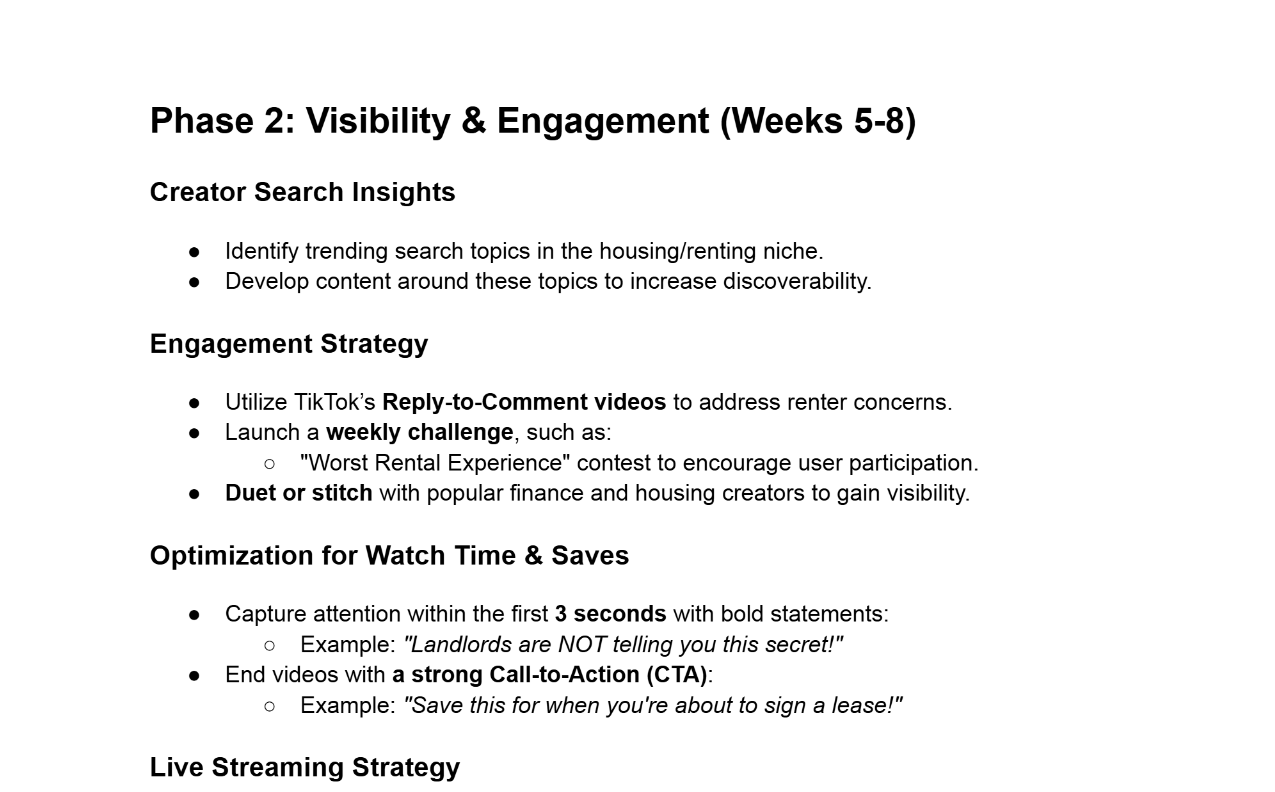 Phase 2: Visibility & Engagement (Weeks 5-8)
Creator Search Insights
● Identify trending search topics in the housing/renting niche.
● Develop content around these topics to increase discoverability.
Engagement Strategy
● Utilize TikTok’s Reply-to-Comment videos to address renter concerns.
● Launch a weekly challenge, such as:
○ "Worst Rental Experience" contest to encourage user participation.
● Duet or stitch with popular finance and housing creators to gain visibility.
Optimization for Watch Time & Saves
● Capture attention within the first 3 seconds with bold statements:
○ Example: "Landlords are NOT telling you this secret!"
● End videos with a strong Call-to-Action (CTA):
○ Example: "Save this for when you're about to sign a lease!"
Live Streaming Strategy